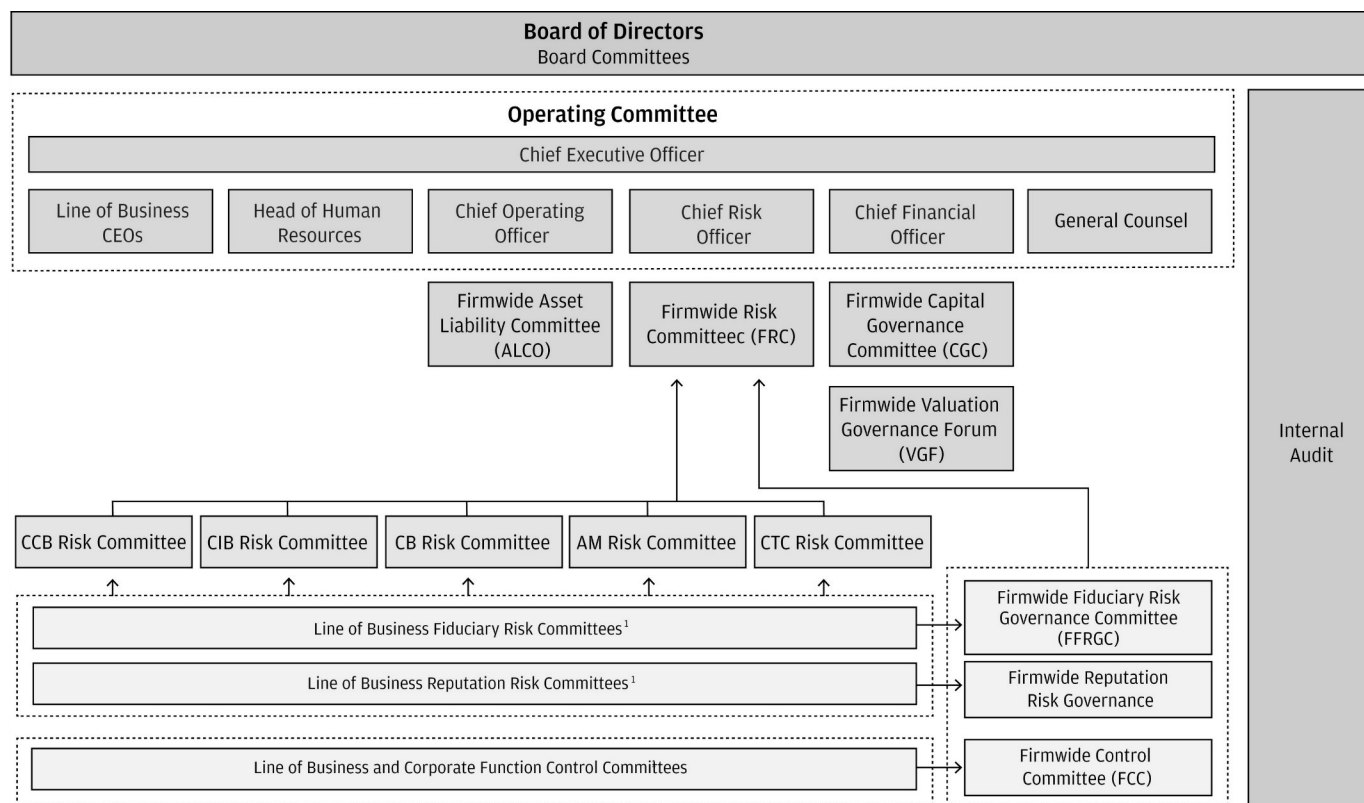 Board of Directors
Board Committees
Operating Committee
Chief Executive Officer
Line of Business
CEOs
Head of Human
Resources
Chief Operating
Officer
Chief Risk
Officer
Chief Financial
Officer
General Counsel
Firmwide Asset
Liability Committee
(ALCO)
Firmwide Risk
Committeec (FRC)
Firmwide Capital
Governance
Committee (CGC)
Firmwide Valuation
Governance Forum
(VGF)
Internal
Audit
CCB Risk Committee
CIB Risk Committee
CB Risk Committee
AM Risk Committee
CTC Risk Committee
Line of Business Fiduciary Risk Committees¹
Firmwide Fiduciary Risk
Governance Committee
(FFRGC)
Line of Business Reputation Risk Committees¹
Firmwide Reputation
Risk Governance
Line of Business and Corporate Function Control Committees
Firmwide Control
Committee (FCC)